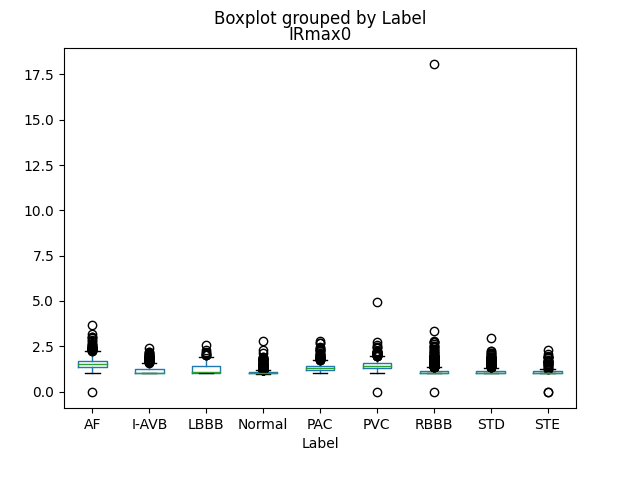 Boxplot grouped by Label
IRmax0
17.5
15.0
12.5
10.0
7.5
5.0
2.5
0.0
AF I-AVB LBBB Normal PAC PVC RBBB STD STE
Label